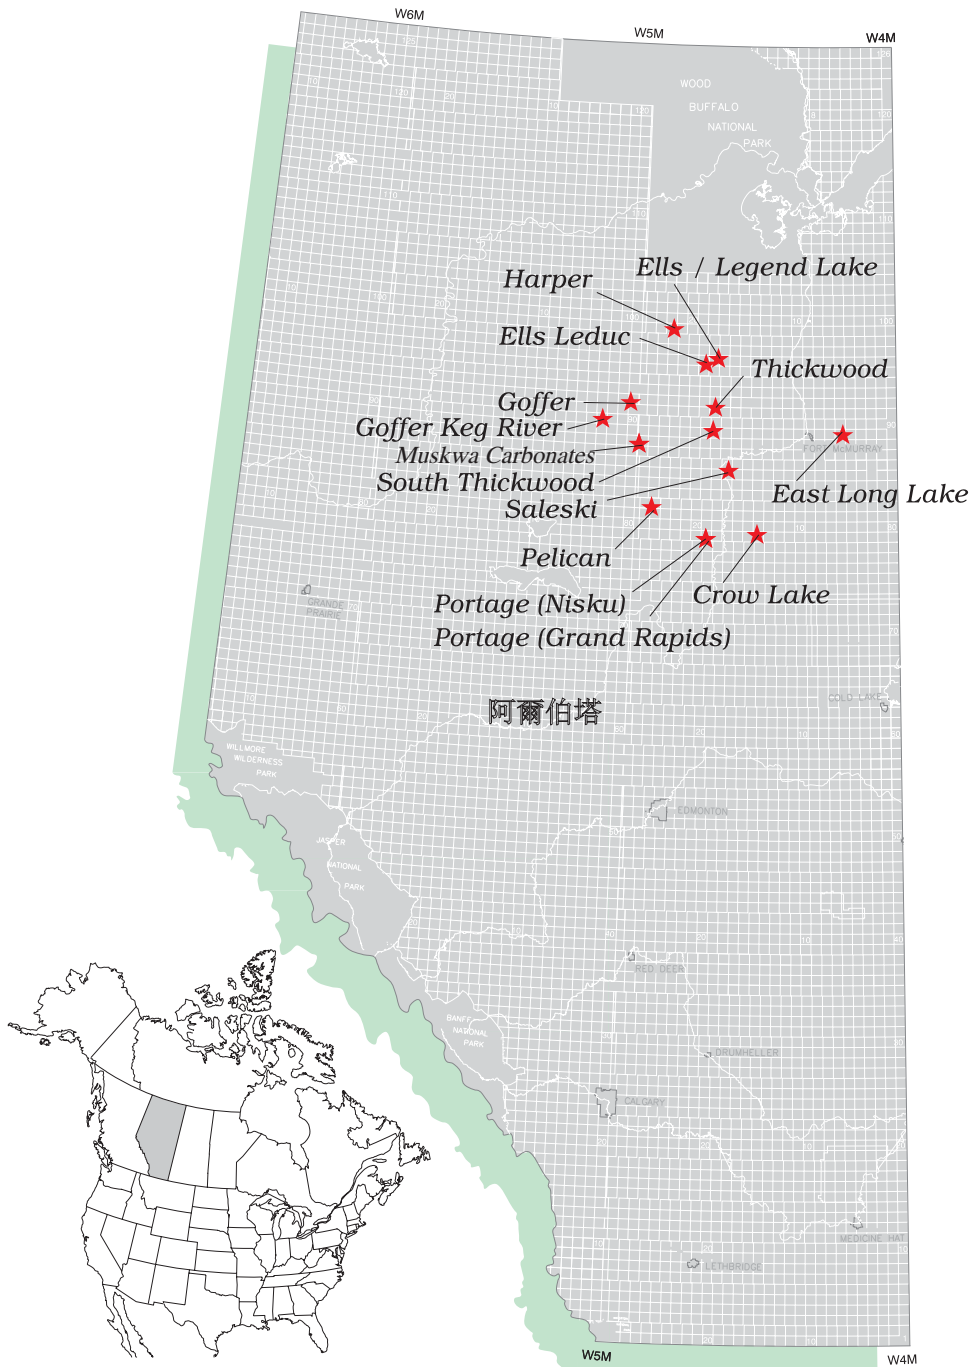 W6M
W5M
W4M
WOOD
BUFFALO
NATIONAL
PARK
Harper
Ells / Legend Lake
Ells Leduc
Thickwood
Goffer
Goffer Keg River
Muskwa Carbonates
FORT McMURRAY
South Thickwood
Saleski
East Long Lake
Pelican
Crow Lake
GRANDE
PRAIRIE
Portage (Nisku)
Portage (Grand Rapids)
COLD LAKE
阿爾伯塔
WILLMORE
WILDERNESS
PARK
EDMONTON
JASPER
NATIONAL
PARK
RED DEER
BANFF
NATIONAL
PARK
DRUMHELLER
CALGARY
MEDICINE HAT
LETHBRIDGE
W5M
W4M